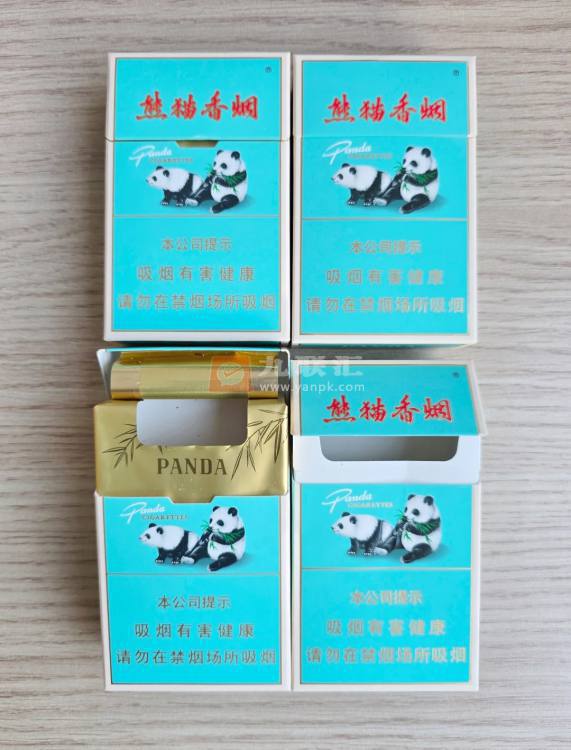 熊猫香烟
®
Panda
CIGARETTES
本公司提示
吸烟有害健康
请勿在禁烟场所吸烟
熊猫香烟
®
Panda
CIGARETTES
本公司提示
吸烟有害健康
请勿在禁烟场所吸烟
九联汇
www.yanpk.com
PANDA
Panda
CIGARETTES
本公司提示
吸烟有害健康
请勿在禁烟场所吸烟
熊猫香烟
®
Panda
CIGARETTES
本公司提示
吸烟有害健康
请勿在禁烟场所吸烟